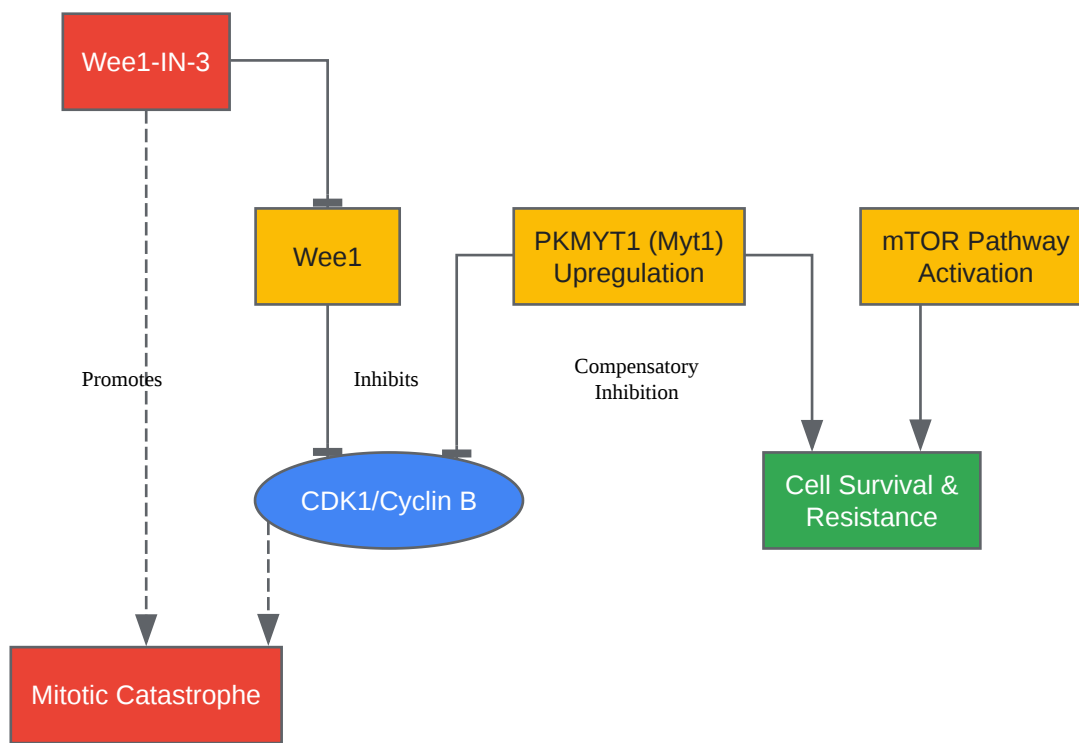 Wee1-IN-3
Wee1
PKMYT1 (Myt1)
Upregulation
mTOR Pathway
Activation
Promotes
Inhibits
Compensatory
Inhibition
CDK1/Cyclin B
Cell Survival &
Resistance
Mitotic Catastrophe